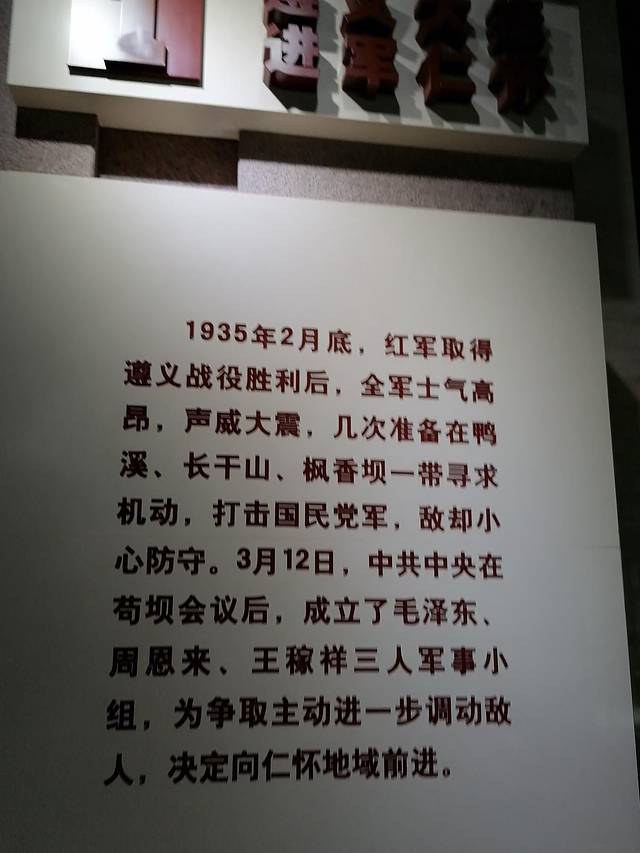 进 军 仁 怀
1935年2月底，红军取得
遵义战役胜利后，全军士气高
昂，声威大震，几次准备在鸭
溪、长干山、枫香坝一带寻求
机动，打击国民党军，敌却小
心防守。3月12日，中共中央在
苟坝会议后，成立了毛泽东、
周恩来、王稼祥三人军事小
组，为争取主动进一步调动敌
人，决定向仁怀地域前进。